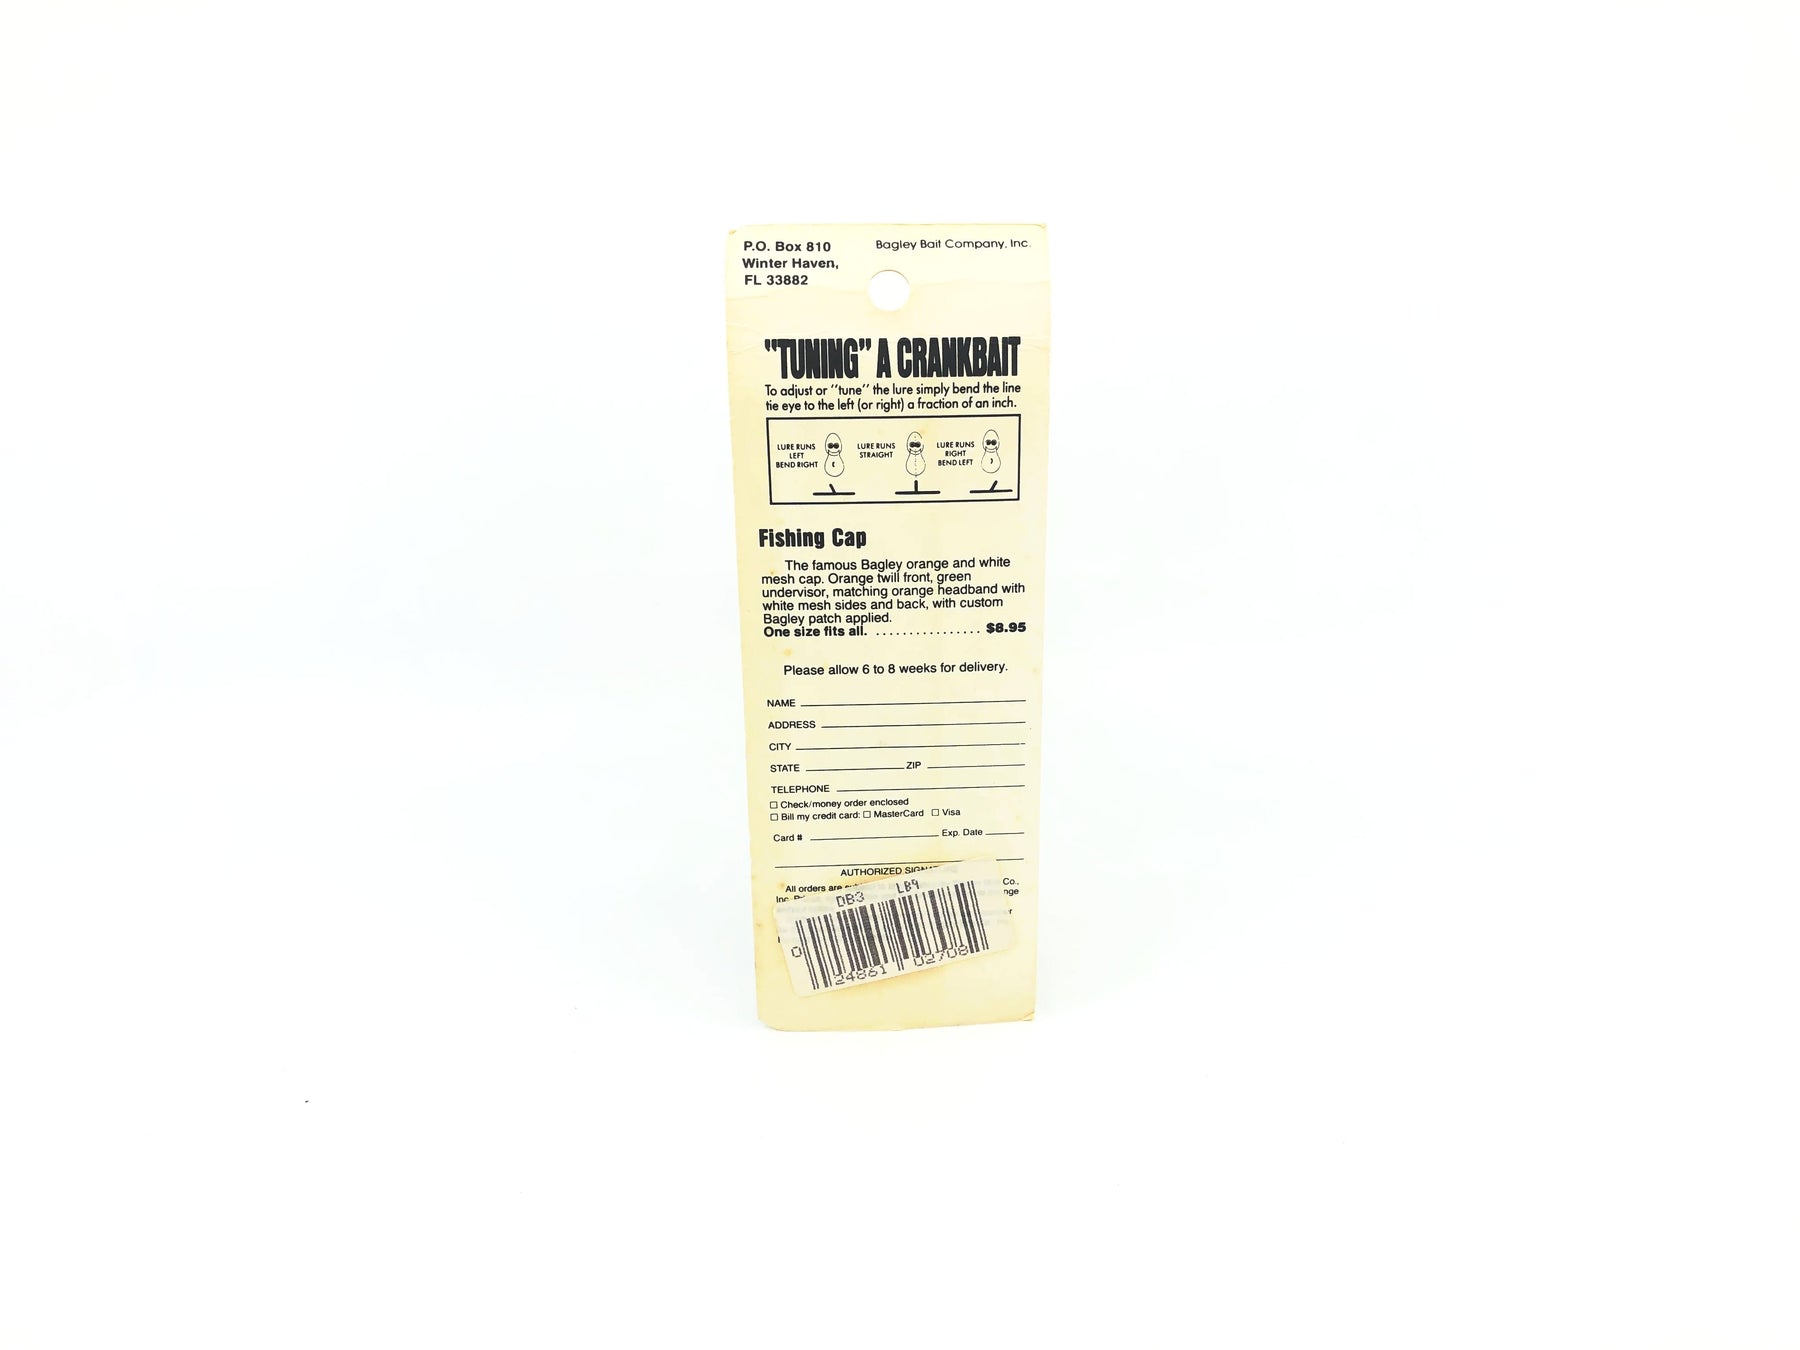 P.O. Box 810
Winter Haven,
FL 33882
Bagley Bait Company, Inc.
"TUNING" A CRANKBAIT
To adjust or "tune" the lure simply bend the line
tie eye to the left (or right) a fraction of an inch.
LURE RUNS
LEFT
BEND RIGHT
LURE RUNS
STRAIGHT
LURE RUNS
RIGHT
BEND LEFT
Fishing Cap
The famous Bagley orange and white
mesh cap. Orange twill front, green
undervisor, matching orange headband with
white mesh sides and back, with custom
Bagley patch applied.
One size fits all. ................ $8.95
Please allow 6 to 8 weeks for delivery.
NAME
ADDRESS
CITY
STATE ZIP
TELEPHONE
☐ Check/money order enclosed
☐ Bill my credit card: ☐ MasterCard ☐ Visa
Card # Exp. Date
AUTHORIZED
All orders are Co.,
Inc.
DB3 LB9
0 24861 02708